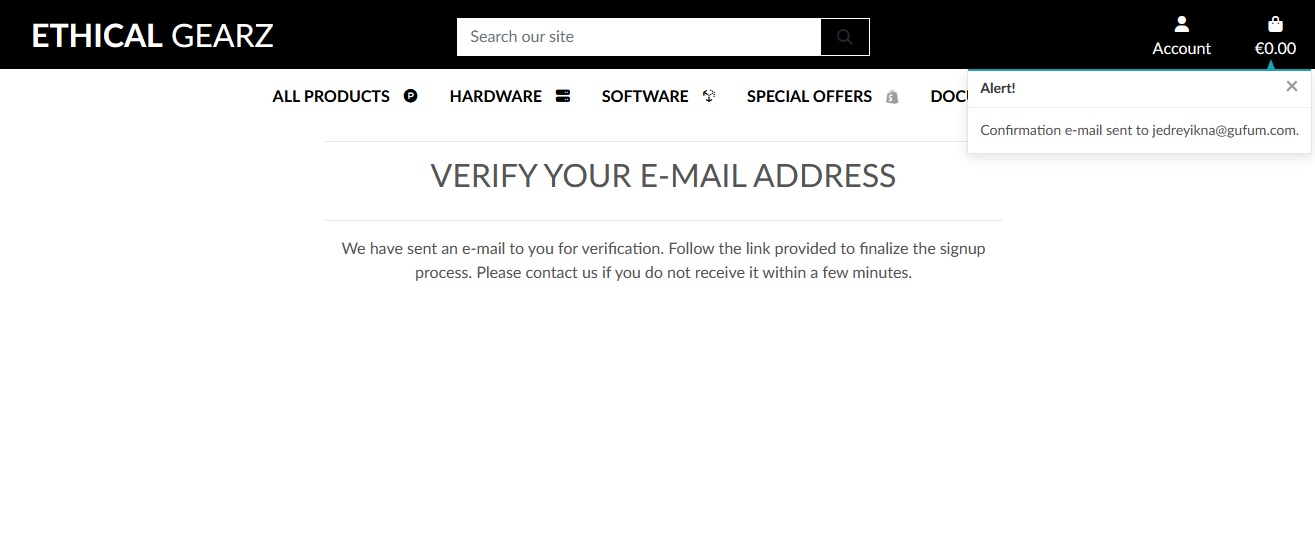 ETHICAL GEARZ
Search our site
Account
€0.00
ALL PRODUCTS
HARDWARE
SOFTWARE
SPECIAL OFFERS
Alert!
Confirmation e-mail sent to jedreyikna@gufum.com.
VERIFY YOUR E-MAIL ADDRESS
We have sent an e-mail to you for verification. Follow the link provided to finalize the signup
process. Please contact us if you do not receive it within a few minutes.